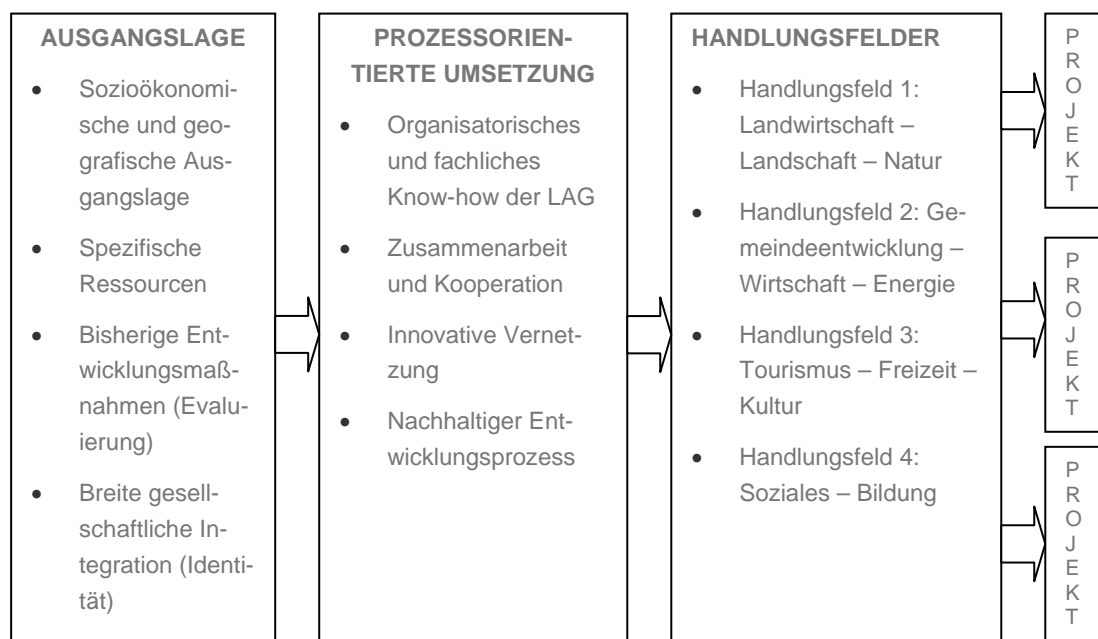 AUSGANGSLAGE
• Sozioökonomi-
sche und geo-
grafische Aus-
gangslage
• Spezifische
Ressourcen
• Bisherige Ent-
wicklungsmaß-
nahmen (Evalu-
ierung)
• Breite gesell-
schaftliche In-
tegration (Identi-
tät)
PROZESSORIEN-
TIERTE UMSETZUNG
• Organisatorisches
und fachliches
Know-how der LAG
• Zusammenarbeit
und Kooperation
• Innovative Vernet-
zung
• Nachhaltiger Ent-
wicklungsprozess
HANDLUNGSFELDER
• Handlungsfeld 1:
Landwirtschaft –
Landschaft – Natur
• Handlungsfeld 2: Ge-
meindeentwicklung –
Wirtschaft – Energie
• Handlungsfeld 3:
Tourismus – Freizeit –
Kultur
• Handlungsfeld 4:
Soziales – Bildung
PROJEKT
PROJEKT
PROJEKT